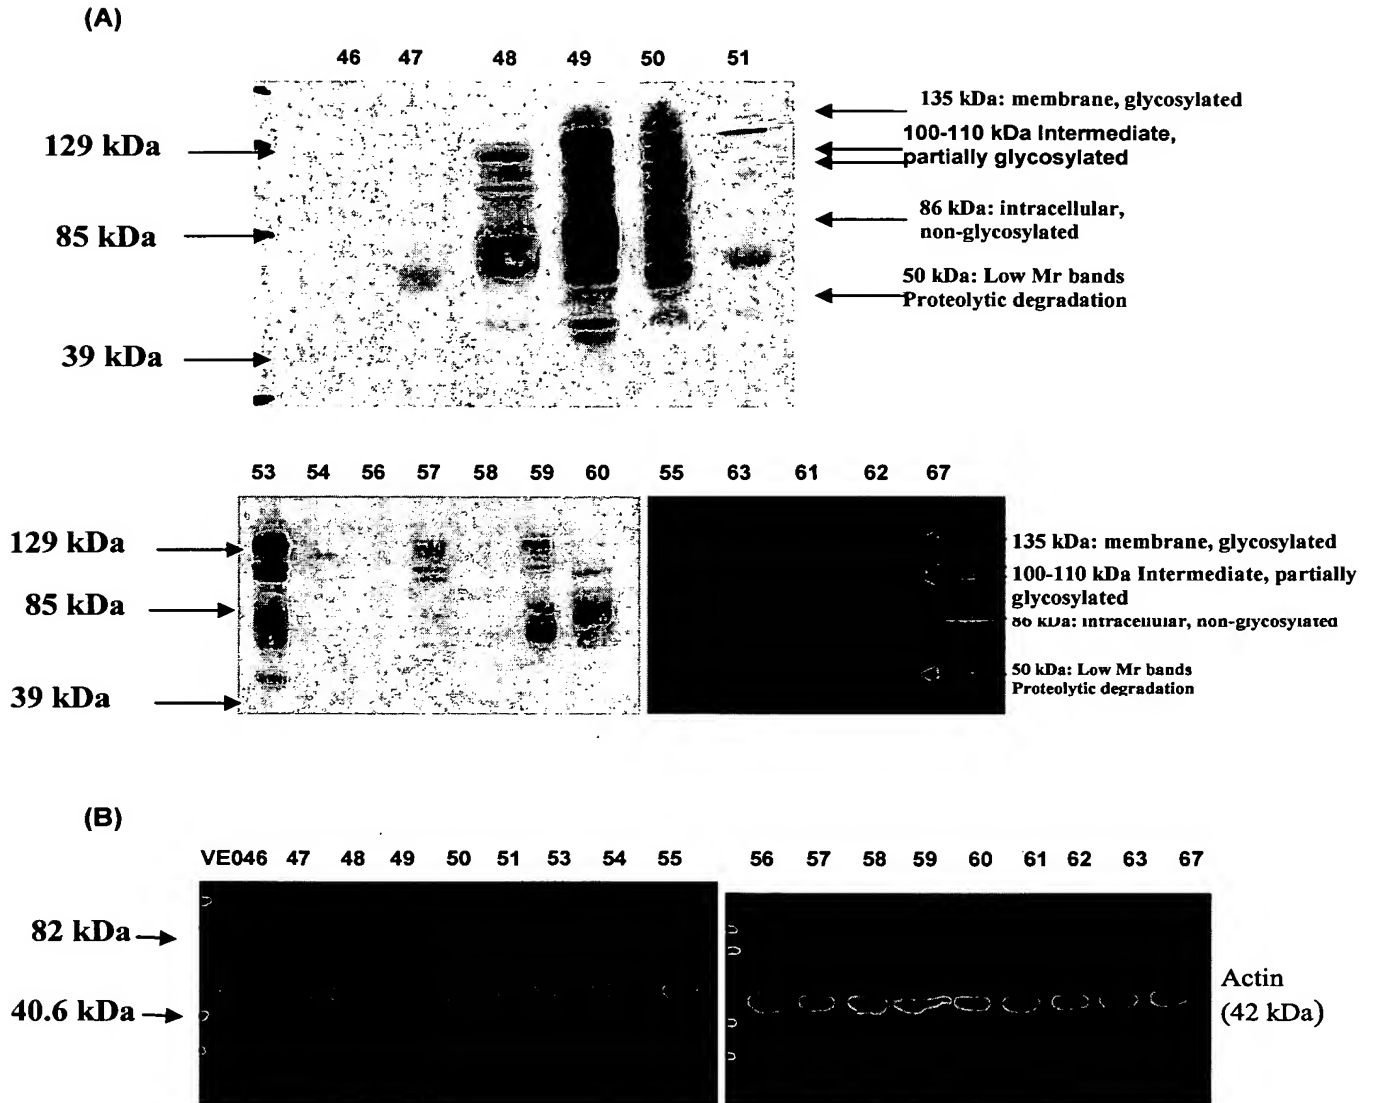 (A)
46 47 48 49 50 51
129 kDa
85 kDa
39 kDa
135 kDa: membrane, glycosylated
100-110 kDa Intermediate,
partially glycosylated
86 kDa: intracellular,
non-glycosylated
50 kDa: Low Mr bands
Proteolytic degradation
53 54 56 57 58 59 60 55 63 61 62 67
129 kDa
85 kDa
39 kDa
135 kDa: membrane, glycosylated
100-110 kDa Intermediate, partially
glycosylated
86 kDa: intracellular, non-glycosylated
50 kDa: Low Mr bands
Proteolytic degradation
(B)
VE046 47 48 49 50 51 53 54 55 56 57 58 59 60 61 62 63 67
82 kDa
40.6 kDa
Actin
(42 kDa)